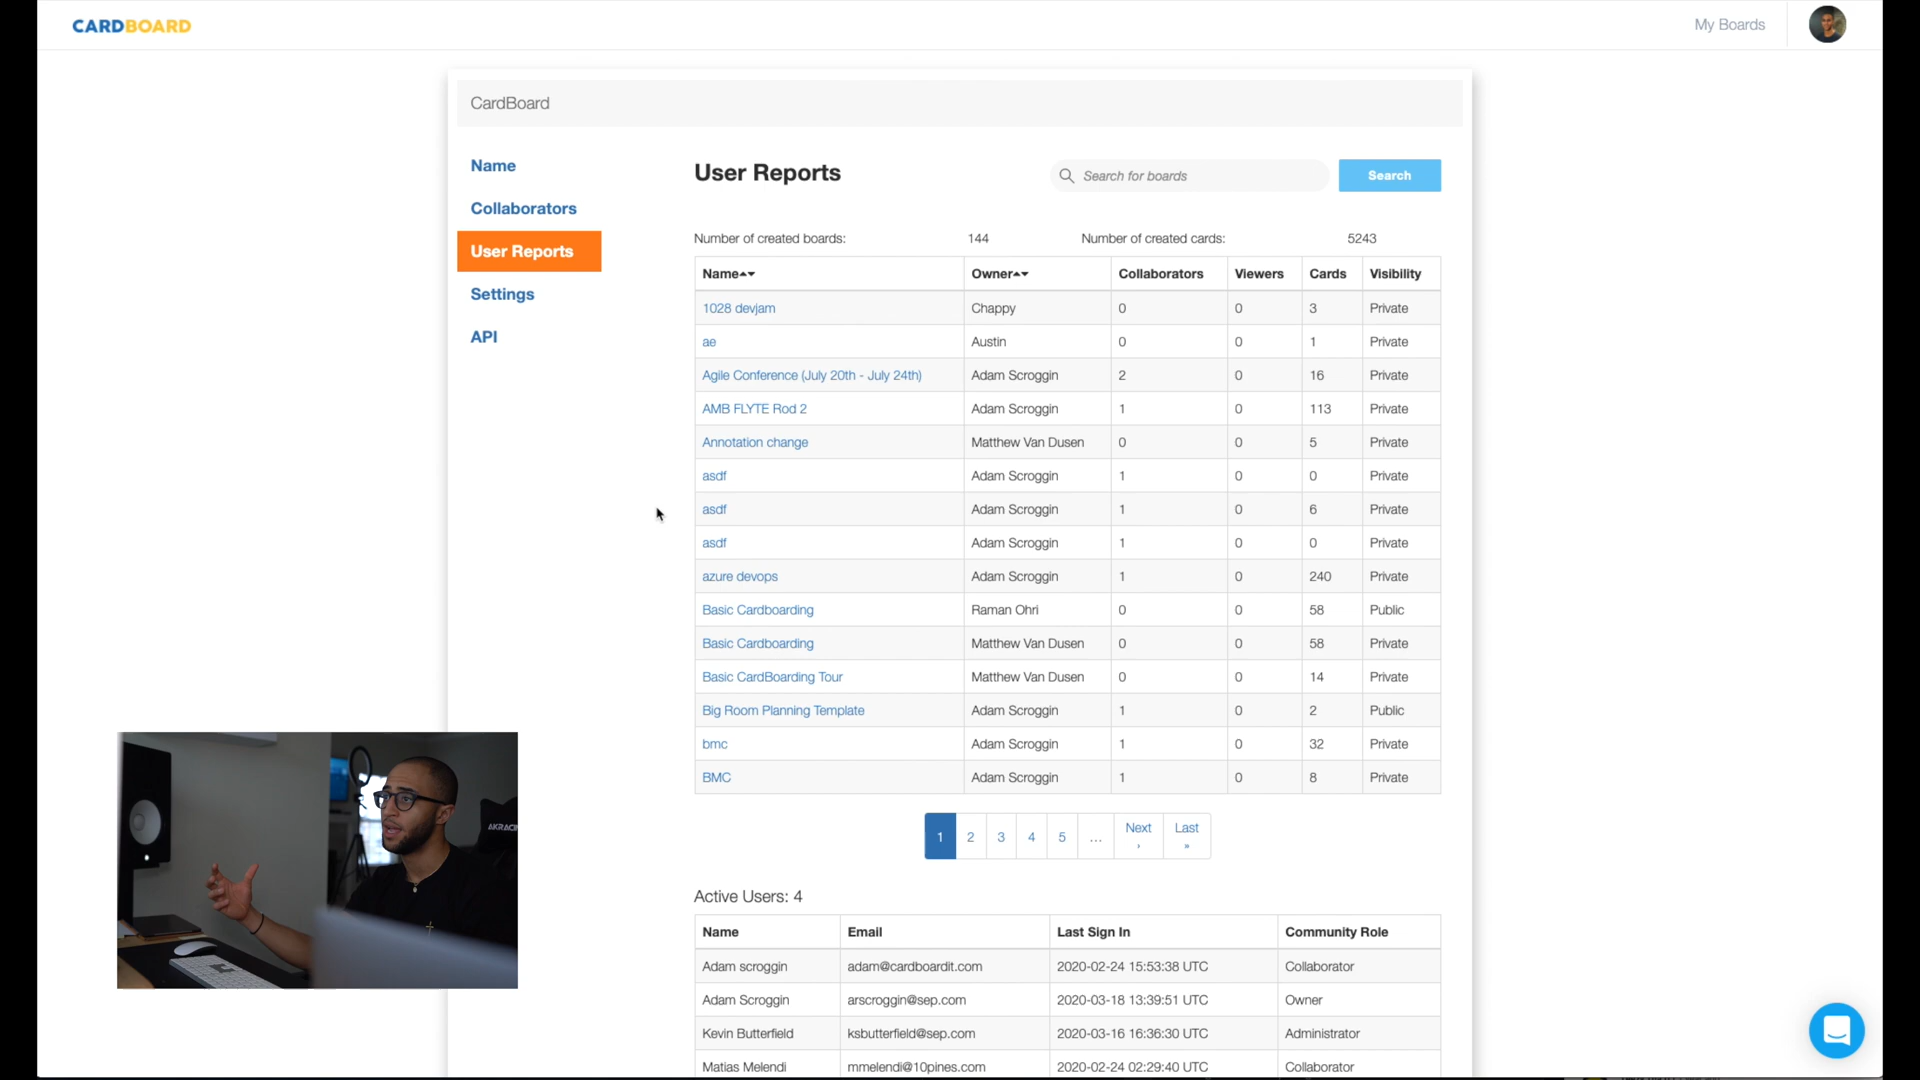 CARDBOARD
My Boards
CardBoard
Name
Collaborators
User Reports
Settings
API
User Reports
Search for boards
Search
Number of created boards: 144 Number of created cards: 5243
Name Owner Collaborators Viewers Cards Visibility
1028 devjam Chappy 0 0 3 Private
ae Austin 0 0 1 Private
Agile Conference (July 20th - July 24th) Adam Scroggin 2 0 16 Private
AMB FLYTE Rod 2 Adam Scroggin 1 0 113 Private
Annotation change Matthew Van Dusen 0 0 5 Private
asdf Adam Scroggin 1 0 0 Private
asdf Adam Scroggin 1 0 6 Private
asdf Adam Scroggin 1 0 0 Private
azure devops Adam Scroggin 1 0 240 Private
Basic Cardboarding Raman Ohri 0 0 58 Public
Basic Cardboarding Matthew Van Dusen 0 0 58 Private
Basic CardBoarding Tour Matthew Van Dusen 0 0 14 Private
Big Room Planning Template Adam Scroggin 1 0 2 Public
bmc Adam Scroggin 1 0 32 Private
BMC Adam Scroggin 1 0 8 Private
1 2 3 4 5 ... Next › Last »
Active Users: 4
Name Email Last Sign In Community Role
Adam scroggin adam@cardboardit.com 2020-02-24 15:53:38 UTC Collaborator
Adam Scroggin arscroggin@sep.com 2020-03-18 13:39:51 UTC Owner
Kevin Butterfield ksbutterfield@sep.com 2020-03-16 16:36:30 UTC Administrator
Matias Melendi mmelendi@10pines.com 2020-02-24 02:29:40 UTC Collaborator
AKRACIN